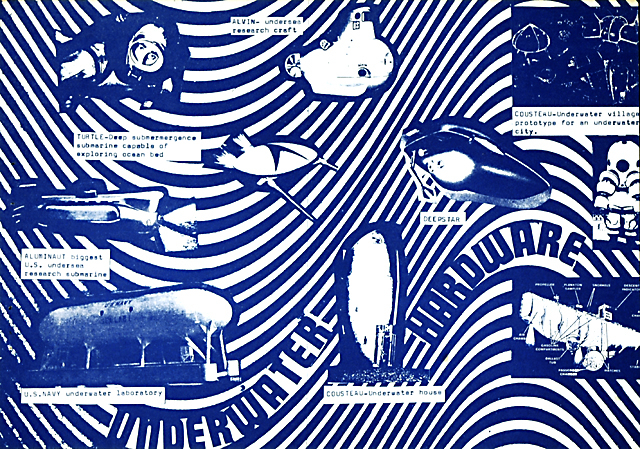 ALVIN- undersea
research craft
COUSTEAU-Underwater village
prototype for an underwater
city.
TURTLE-Deep submergence
submarine capable of
exploring ocean bed
DEEPSTAR
ALUMINAUT biggest
U.S. undersea
research submarine
U.S.NAVY underwater laboratory
COUSTEAU-Underwater house
UNDERWATER HARDWARE